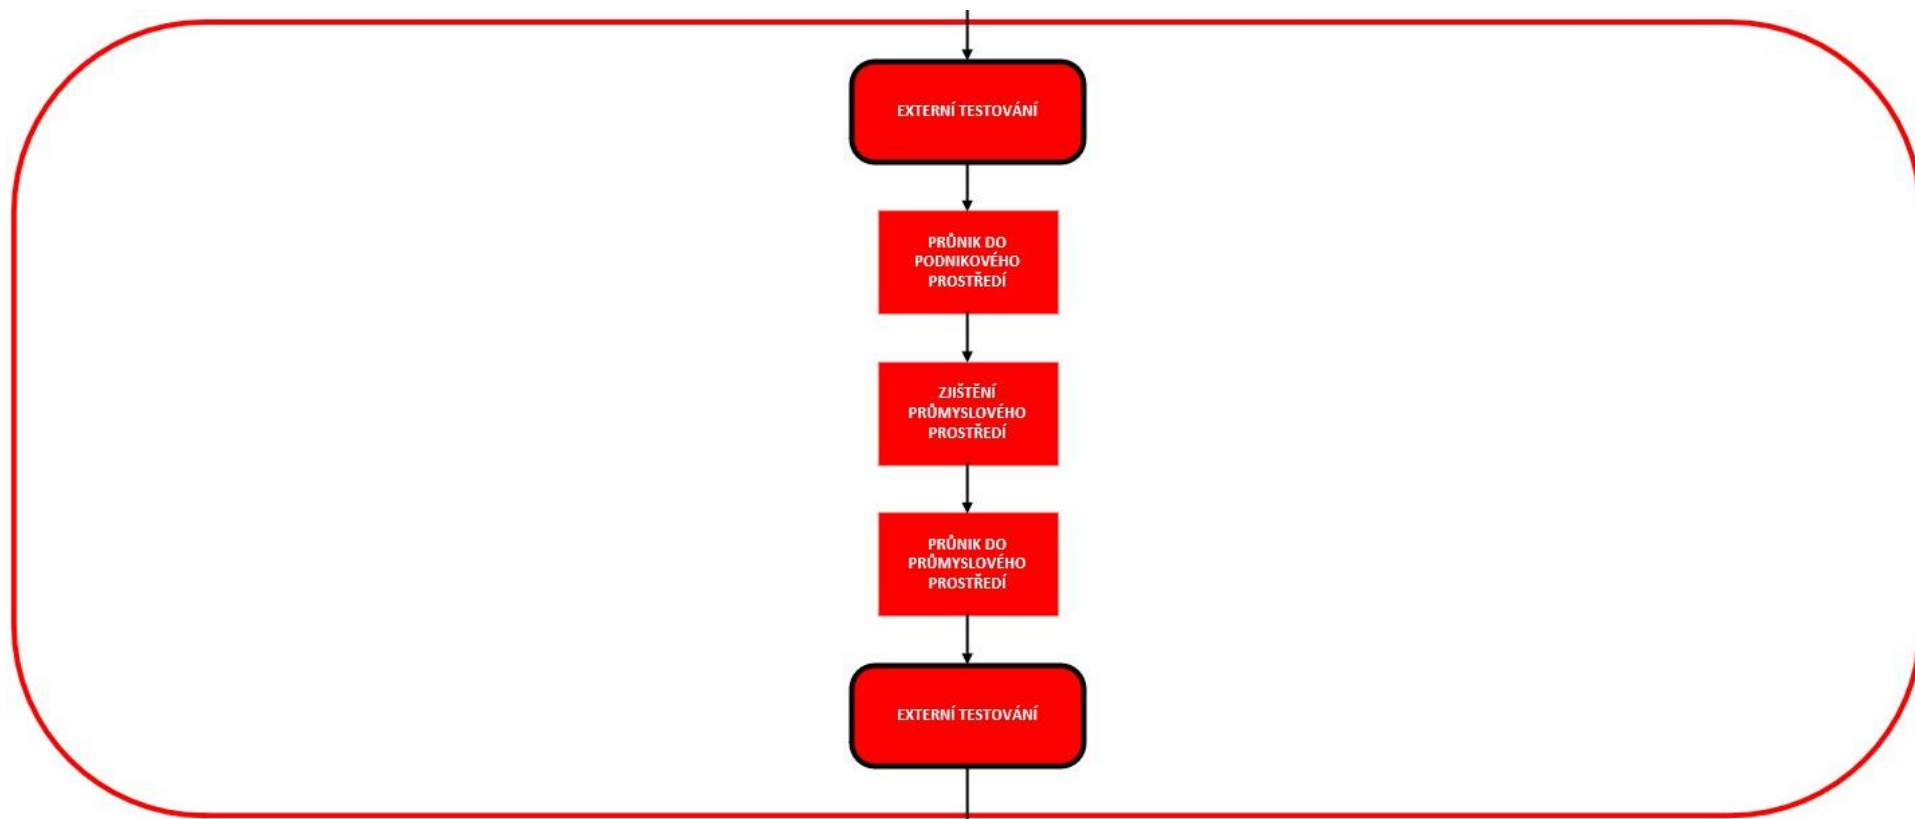 EXTERNÍ TESTOVÁNÍ
PRŮNIK DO
PODNIKOVÉHO
PROSTŘEDÍ
ZJIŠTĚNÍ
PRŮMYSLOVÉHO
PROSTŘEDÍ
PRŮNIK DO
PRŮMYSLOVÉHO
PROSTŘEDÍ
EXTERNÍ TESTOVÁNÍ